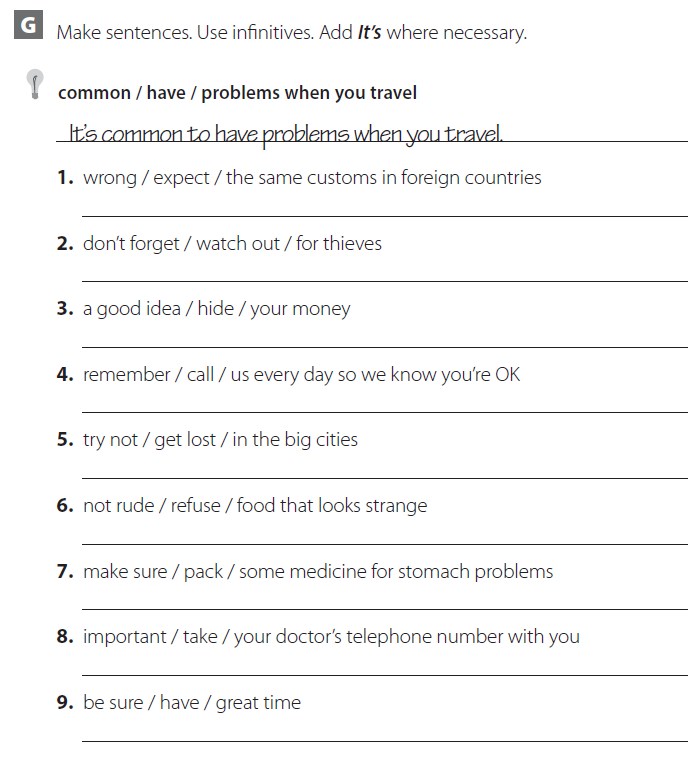 G Make sentences. Use infinitives. Add It's where necessary.
common / have / problems when you travel
It's common to have problems when you travel.
1. wrong / expect / the same customs in foreign countries
2. don't forget / watch out / for thieves
3. a good idea / hide / your money
4. remember / call / us every day so we know you're OK
5. try not / get lost / in the big cities
6. not rude / refuse / food that looks strange
7. make sure / pack / some medicine for stomach problems
8. important / take / your doctor's telephone number with you
9. be sure / have / great time